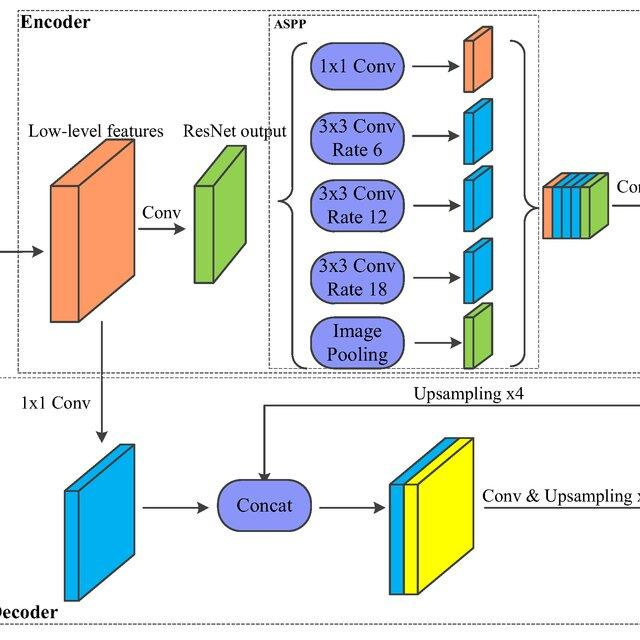 Encoder
ASPP
1x1 Conv
Low-level features
ResNet output
3x3 Conv
Rate 6
Conv
3x3 Conv
Rate 12
3x3 Conv
Rate 18
Image
Pooling
1x1 Conv
Upsampling x4
Concat
Conv & Upsampling x